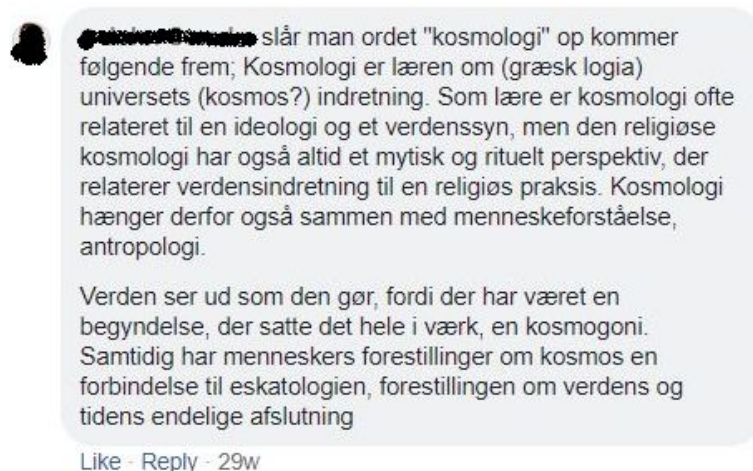 slår man ordet "kosmologi" op kommer
følgende frem; Kosmologi er læren om (græsk logia)
universets (kosmos?) indretning. Som lære er kosmologi ofte
relateret til en ideologi og et verdenssyn, men den religiøse
kosmologi har også altid et mytisk og rituelt perspektiv, der
relaterer verdensindretning til en religiøs praksis. Kosmologi
hænger derfor også sammen med menneskeforståelse,
antropologi.
Verden ser ud som den gør, fordi der har været en
begyndelse, der satte det hele i værk, en kosmogoni.
Samtidig har menneskers forestillinger om kosmos en
forbindelse til eskatologien, forestillingen om verdens og
tidens endelige afslutning
Like · Reply · 29w